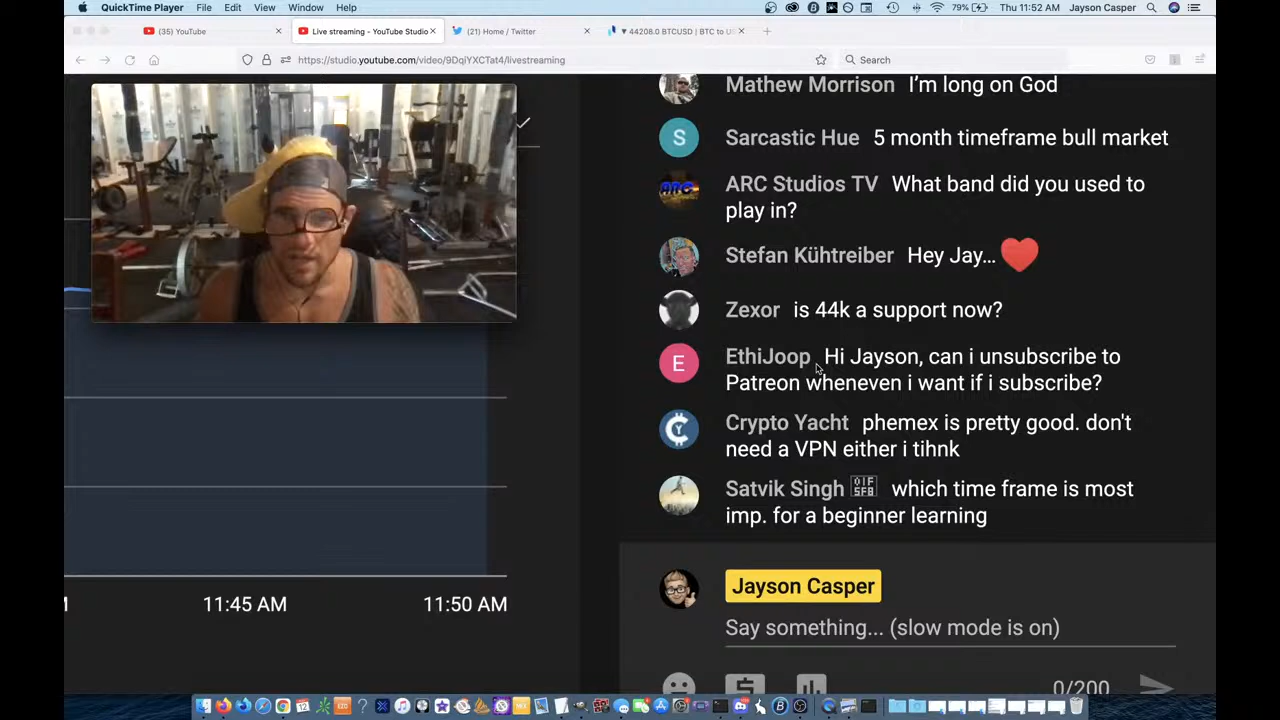 QuickTime Player File Edit View Window Help 79% Thu 11:52 AM Jayson Casper
(35) YouTube Live streaming - YouTube Studio (21) Home / Twitter ▼ 44208.0 BTCUSD | BTC to U
https://studio.youtube.com/video/9DqiYXCTat4/livestreaming Search
Mathew Morrison I'm long on God
S Sarcastic Hue 5 month timeframe bull market
ARC ARC Studios TV What band did you used to
play in?
Stefan Kühtreiber Hey Jay...
Zexor is 44k a support now?
E EthiJoop Hi Jayson, can i unsubscribe to
Patreon wheneven i want if i subscribe?
Crypto Yacht phemex is pretty good. don't
need a VPN either i tihnk
Satvik Singh which time frame is most
imp. for a beginner learning
Jayson Casper
Say something... (slow mode is on)
M 11:45 AM 11:50 AM
0/200